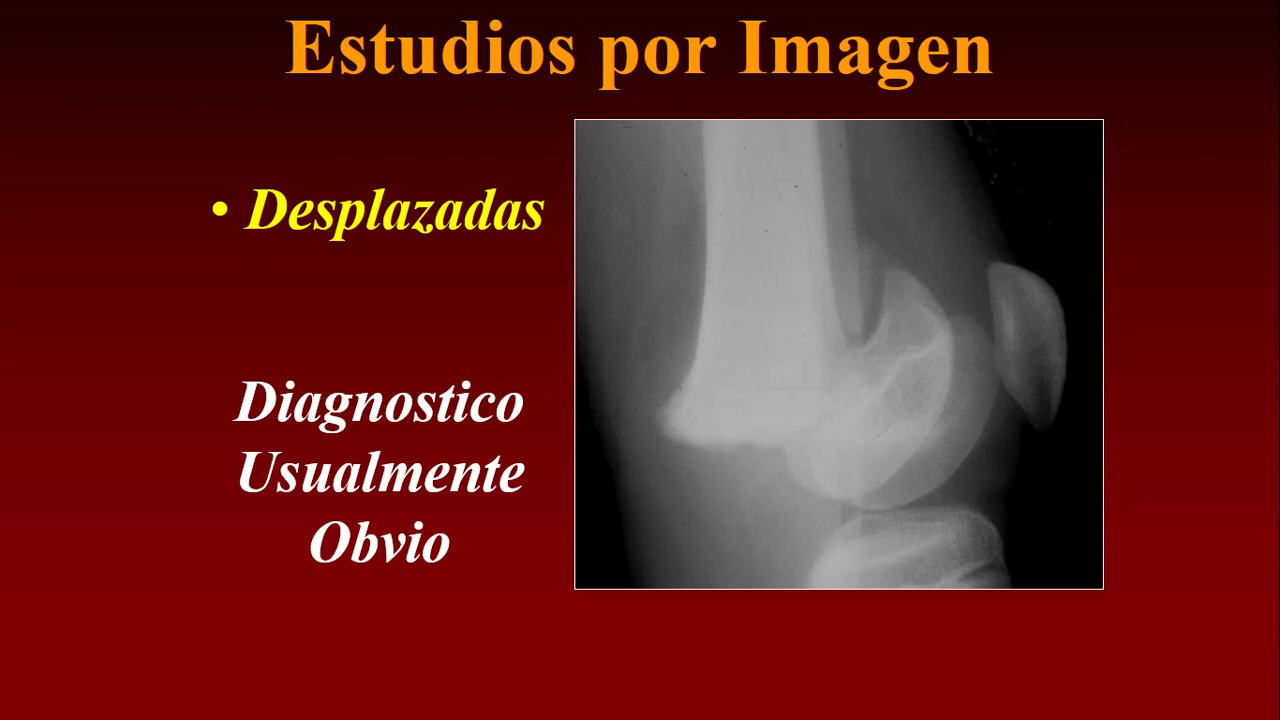 Estudios por Imagen
• Desplazadas
Diagnostico
Usualmente
Obvio